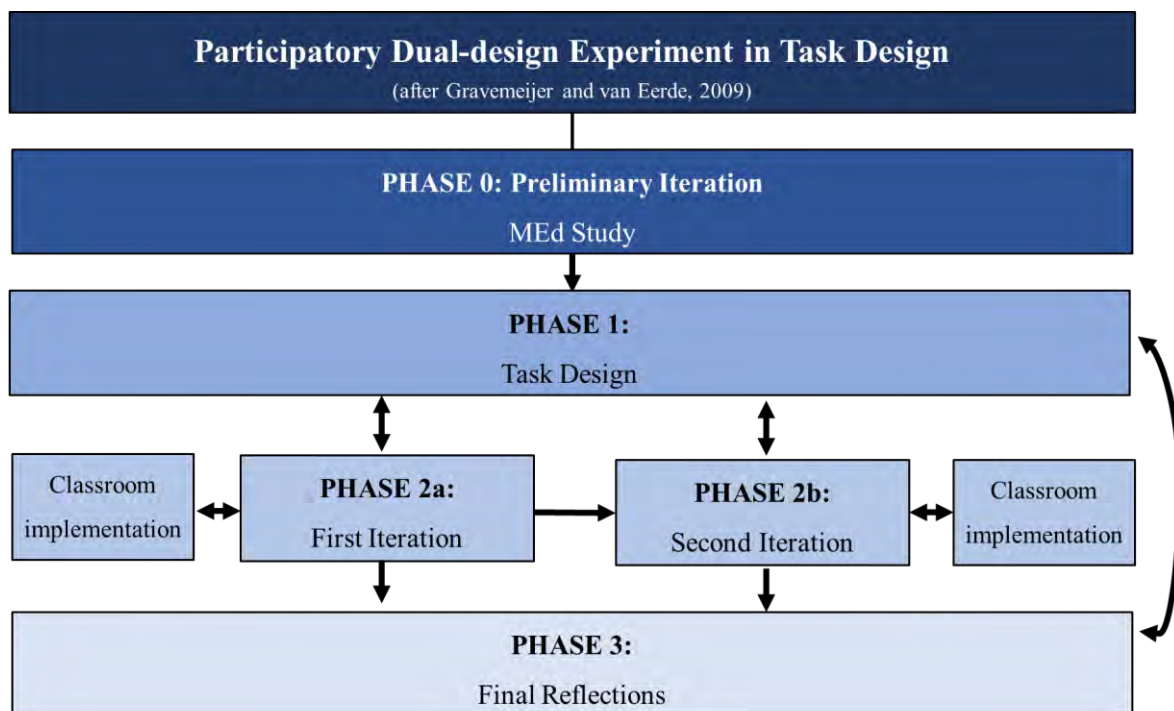 Participatory Dual-design Experiment in Task Design
(after Gravemeijer and van Eerde, 2009)
PHASE 0: Preliminary Iteration
MEd Study
PHASE 1:
Task Design
Classroom
implementation
PHASE 2a:
First Iteration
PHASE 2b:
Second Iteration
Classroom
implementation
PHASE 3:
Final Reflections